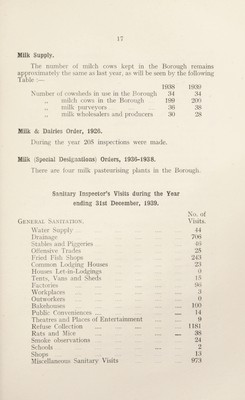 17
Milk Supply.
The number of milch cows kept in the Borough remains
approximately the same as last year, as will be seen by the following
Table :—
1938 1939
Number of cowsheds in use in the Borough 34 34
„ milch cows in the Borough 199 200
„ milk purveyors 36 38
„ milk wholesalers and producers 30 28
Milk & Dairies Order, 1926.
During the year 205 inspections were made.
Milk (Special Designations) Orders, 1936-1938.
There are four milk pasteurising plants in the Borough.
Sanitary Inspector's Visits during the Year
ending 31st December, 1939.
No. of
General Sanitation. Visits.
Water Supply 44
Drainage 706
Stables and Piggeries 46
Offensive Trades 25
Fried Fish Shops 243
Common Lodging Houses 23
Houses Let-in-Lodgings 0
Tents, Vans and Sheds 15
Factories 96
Workplaces 3
Outworkers 0
Bakehouses 100
Public Conveniences 14
Theatres and Places of Entertainment 9
Refuse Collection 1181
Rats and Mice 38
Smoke observations 24
Schools 2
Shops 13
Miscellaneous Sanitary Visits 973